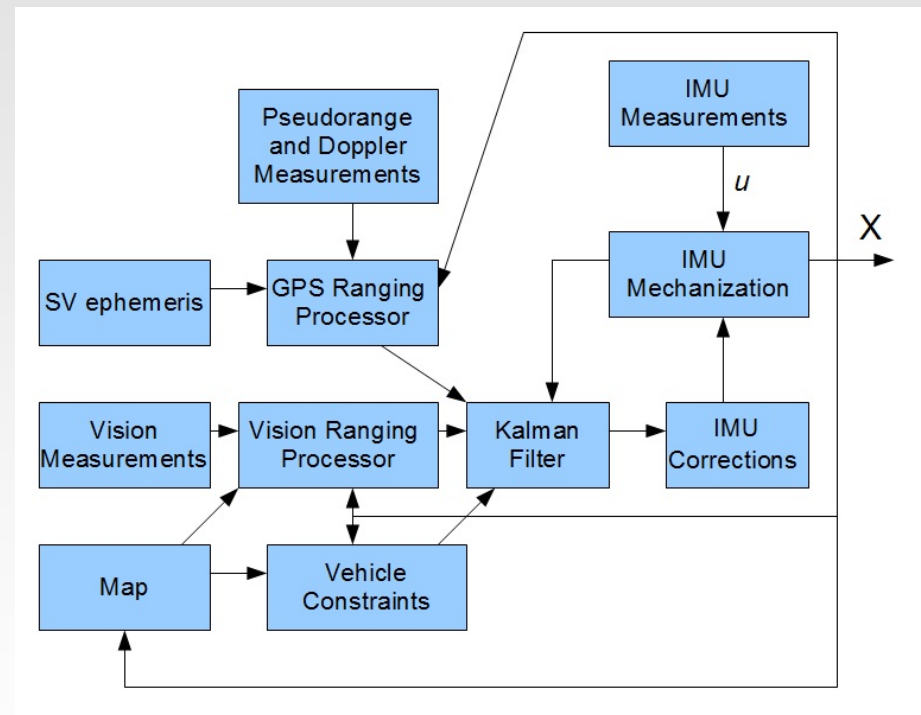 IMU
Measurements
Pseudorange
and Doppler
Measurements
u
X
SV ephemeris
GPS Ranging
Processor
IMU
Mechanization
Vision
Measurements
Vision Ranging
Processor
Kalman
Filter
IMU
Corrections
Map
Vehicle
Constraints